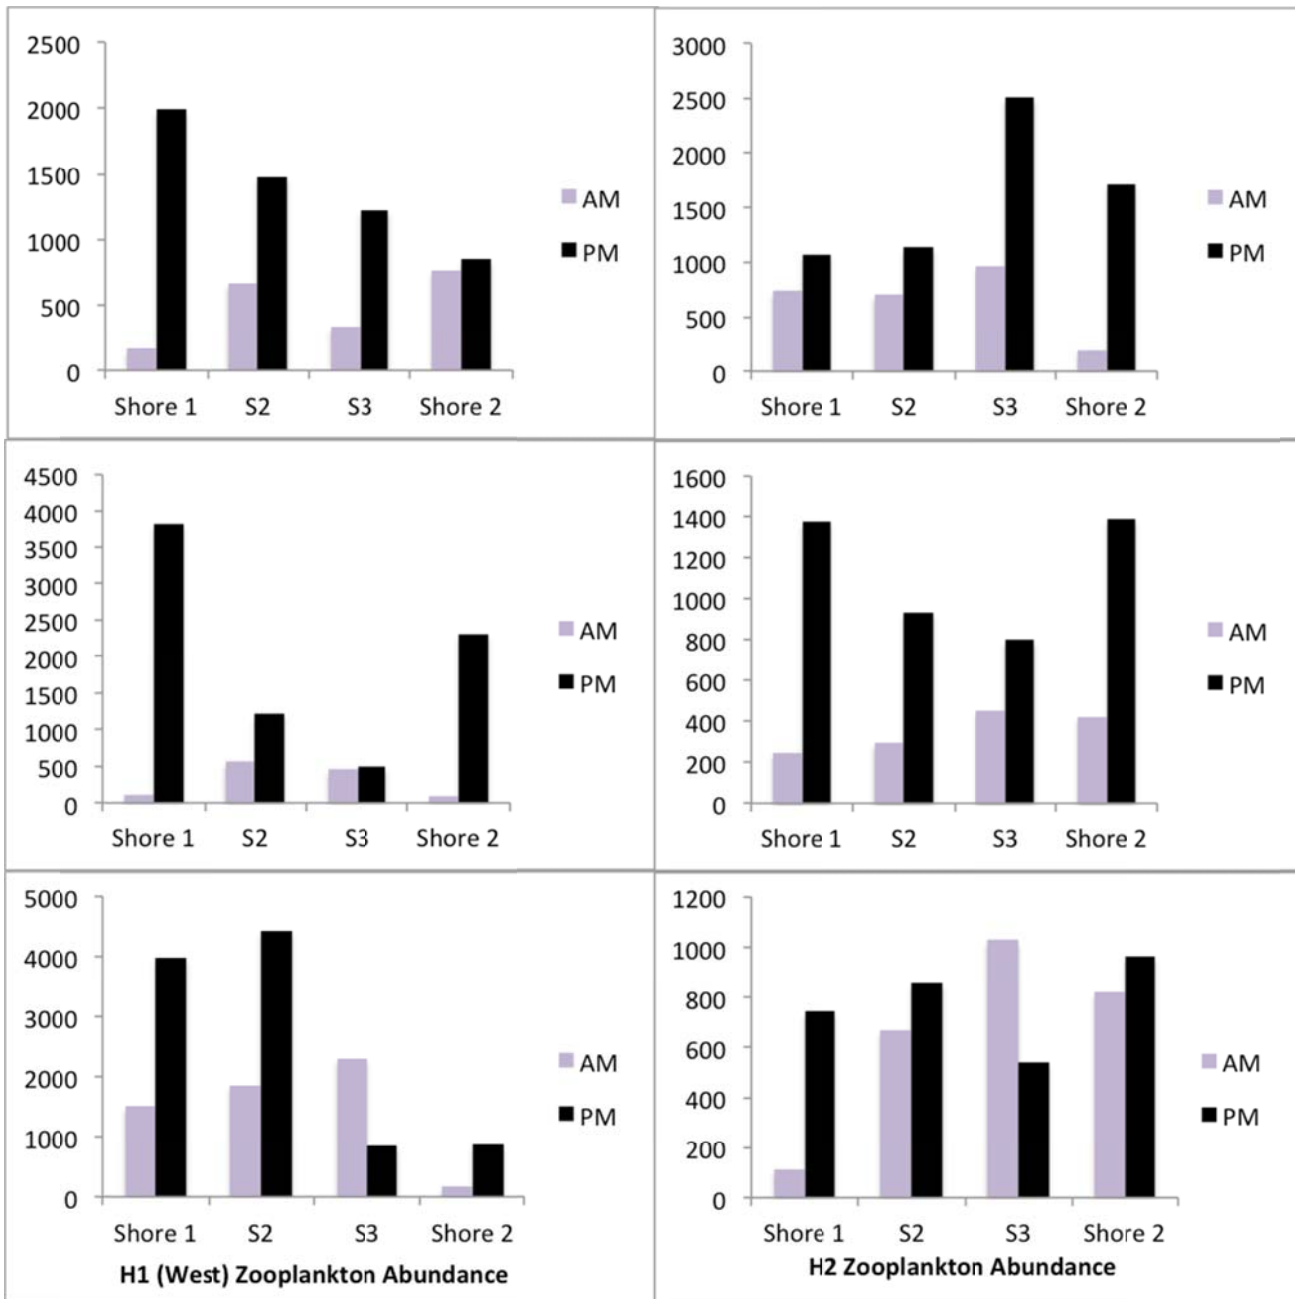 2500
2000
1500
1000
500
0
Shore 1 S2 S3 Shore 2
AM
PM
3000
2500
2000
1500
1000
500
0
Shore 1 S2 S3 Shore 2
AM
PM
4500
4000
3500
3000
2500
2000
1500
1000
500
0
Shore 1 S2 S3 Shore 2
AM
PM
1600
1400
1200
1000
800
600
400
200
0
Shore 1 S2 S3 Shore 2
AM
PM
5000
4000
3000
2000
1000
0
Shore 1 S2 S3 Shore 2
AM
PM
H1 (West) Zooplankton Abundance
1200
1000
800
600
400
200
0
Shore 1 S2 S3 Shore 2
AM
PM
H2 Zooplankton Abundance